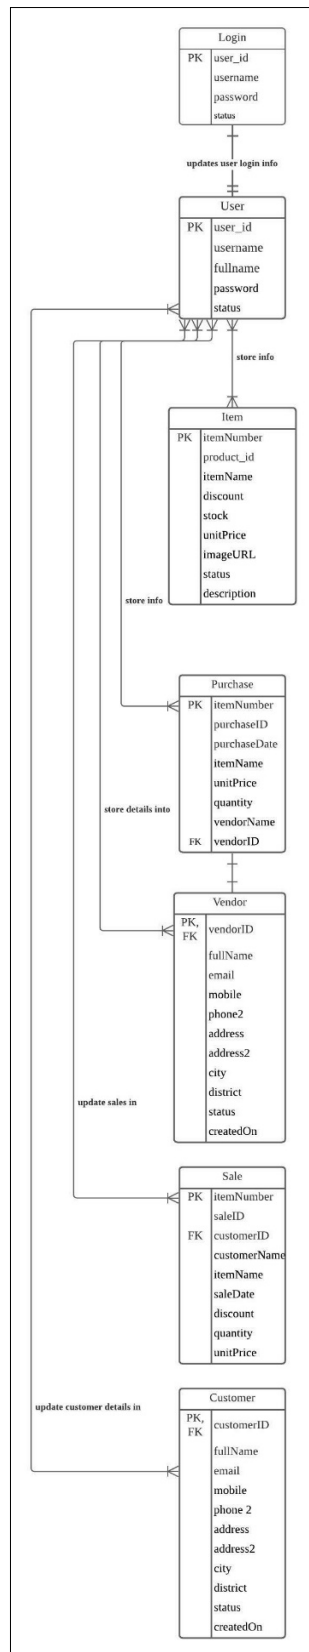 Login
PK user_id
username
password
status
updates user login info
User
PK user_id
username
fullname
password
status
store info
Item
PK itemNumber
product_id
itemName
discount
stock
unitPrice
imageURL
status
description
store info
Purchase
PK itemNumber
purchaseID
purchaseDate
itemName
unitPrice
quantity
store details into
vendorName
FK vendorID
Vendor
PK, FK vendorID
fullName
email
mobile
phone2
address
address2
city
district
update sales in
status
createdOn
Sale
PK itemNumber
saleID
FK customerID
customerName
itemName
saleDate
discount
quantity
unitPrice
update customer details in
Customer
PK, FK customerID
fullName
email
mobile
phone 2
address
address2
city
district
status
createdOn